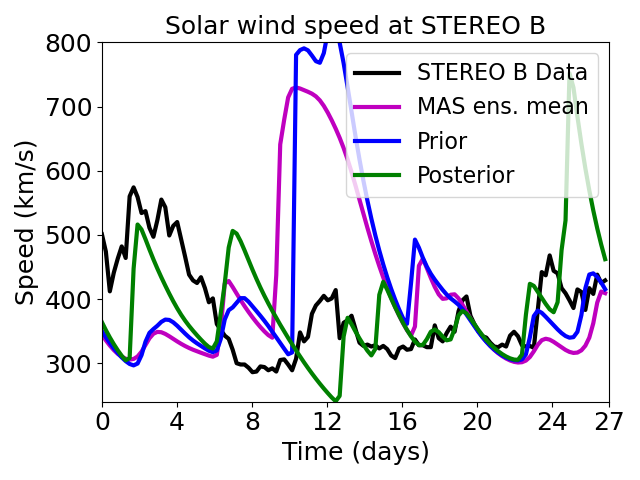 Solar wind speed at STEREO B
800
700
600
500
400
300
Speed (km/s)
STEREO B Data
MAS ens. mean
Prior
Posterior
0 4 8 12 16 20 24 27
Time (days)